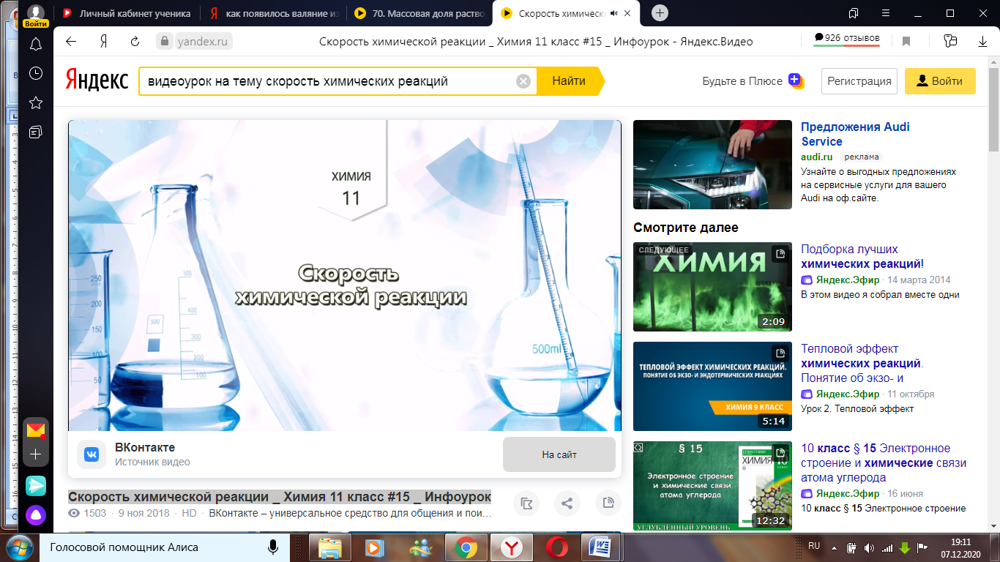 Войти
Личный кабинет ученика
как появилось валяние из
70. Массовая доля раство
Скорость химическ
yandex.ru
Скорость химической реакции _ Химия 11 класс #15 _ Инфоурок - Яндекс.Видео
926 отзывов
Яндекс
видеоурок на тему скорость химических реакций
Найти
Будьте в Плюсе
Регистрация
Войти
ХИМИЯ
11
Скорость
химической реакции
250
200
150
100
50
500
500
400
300
200
100
500ml
ВКонтакте
Источник видео
На сайт
Скорость химической реакции _ Химия 11 класс #15 _ Инфоурок
1503 · 9 ноя 2018 · HD · ВКонтакте – универсальное средство для общения и пои...
Предложения Audi
Service
audi.ru реклама
Узнайте о выгодных предложениях
на сервисные услуги для вашего
Audi на оф.сайте.
Смотрите далее
СЛЕДУЮЩЕЕ
ХИМИЯ
2:09
Подборка лучших
химических реакций!
Яндекс.Эфир · 14 марта 2014
В этом видео я собрал вместе одни
ТЕПЛОВОЙ ЭФФЕКТ ХИМИЧЕСКИХ РЕАКЦИЙ.
ПОНЯТИЕ ОБ ЭКЗО- И ЭНДОТЕРМИЧЕСКИХ РЕАКЦИЯХ
ХИМИЯ 9 КЛАСС
5:14
Тепловой эффект
химических реакций.
Понятие об экзо- и
Яндекс.Эфир · 11 октября
Урок 2. Тепловой эффект
§ 15
Электронное строение
и химические связи
атома углерода
УГЛУБЛЁННЫЙ УРОВЕНЬ
ХИМИЯ 10
12:32
10 класс § 15 Электронное
строение и химические связи
атома углерода
Яндекс.Эфир · 16 июня
10 класс § 15 Электронное строение
Голосовой помощник Алиса
RU
19:11
07.12.2020